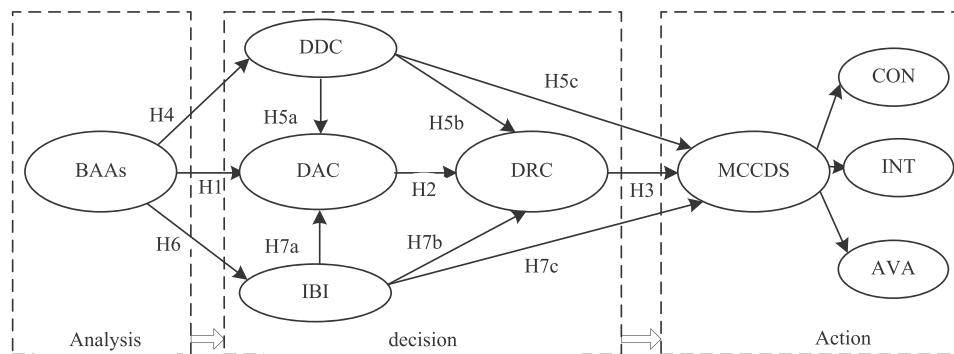 DDC
CON
H5c
H4
H5a
H5b
BAAs
H1
DAC
H2
DRC
H3
MCCDS
INT
H6
H7a
H7b
H7c
IBI
AVA
Analysis
decision
Action